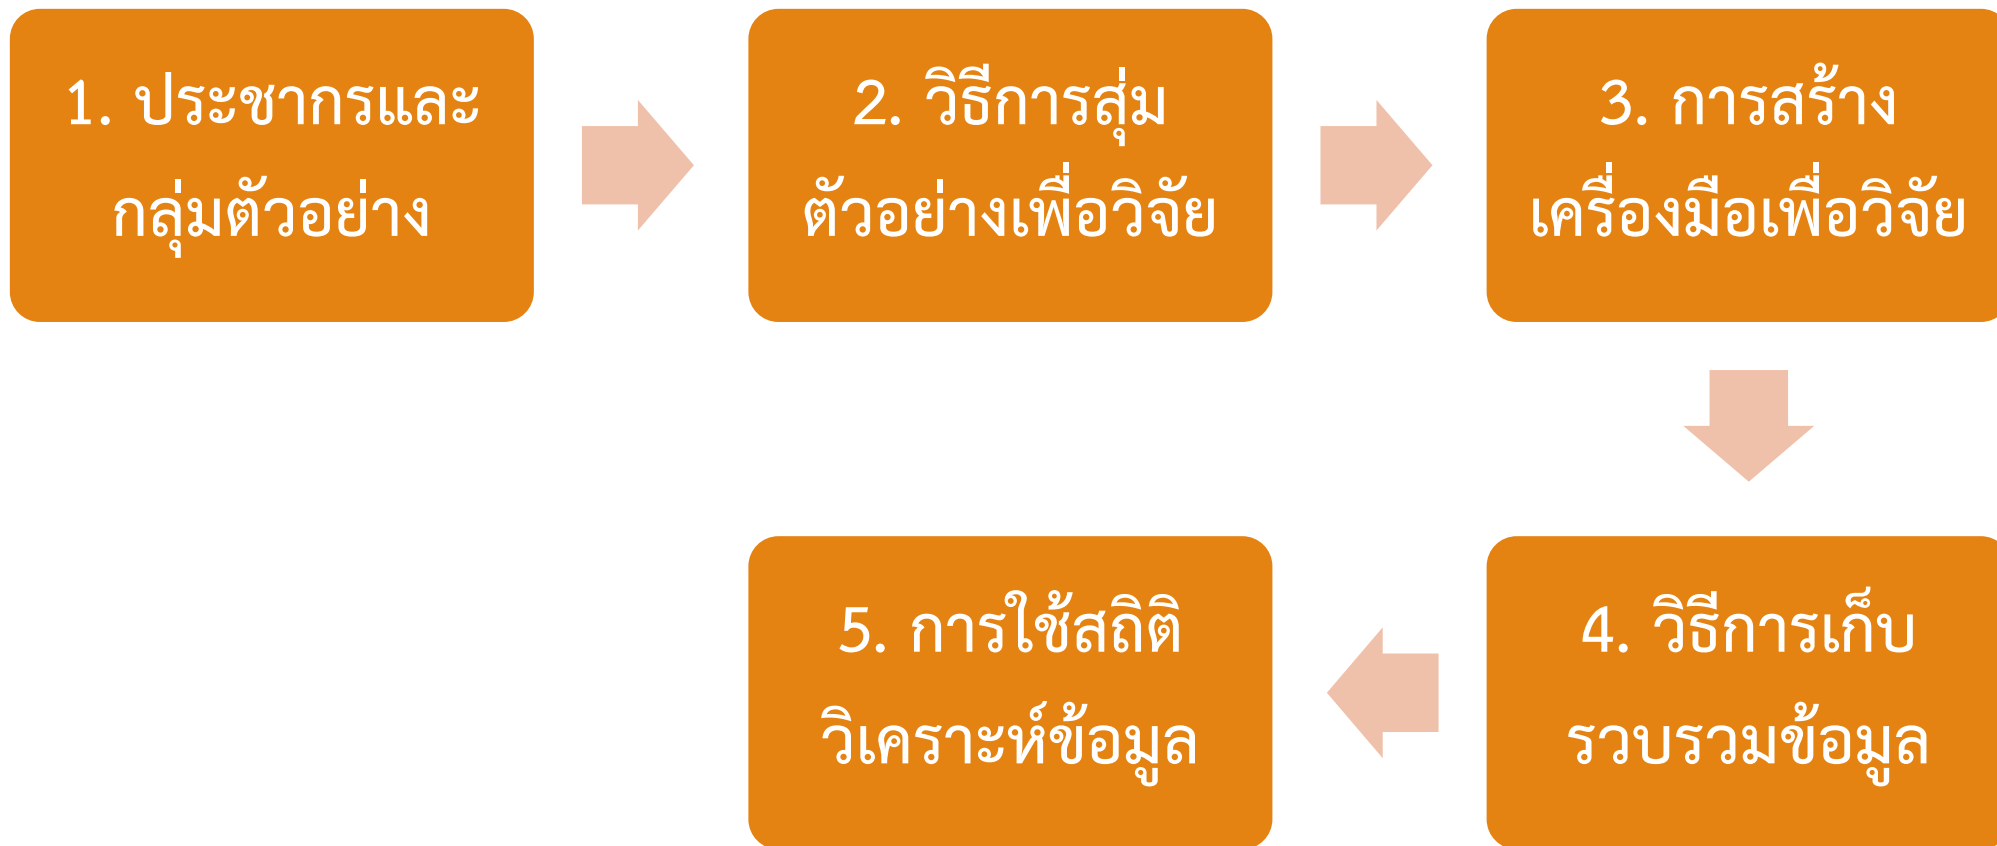 1. ประชากรและ
กลุ่มตัวอย่าง
2. วิธีการสุ่ม
ตัวอย่างเพื่อวิจัย
3. การสร้าง
เครื่องมือเพื่อวิจัย
4. วิธีการเก็บ
รวบรวมข้อมูล
5. การใช้สถิติ
วิเคราะห์ข้อมูล